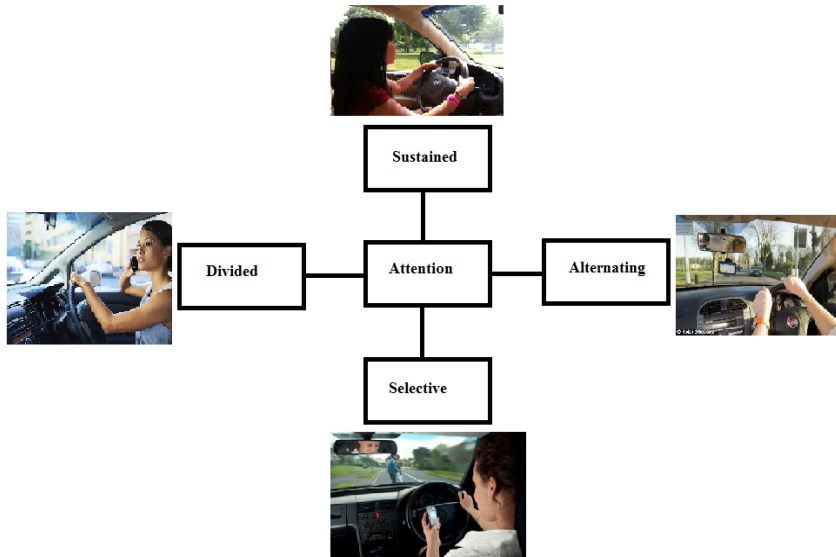 Sustained
Divided
Attention
Alternating
Selective